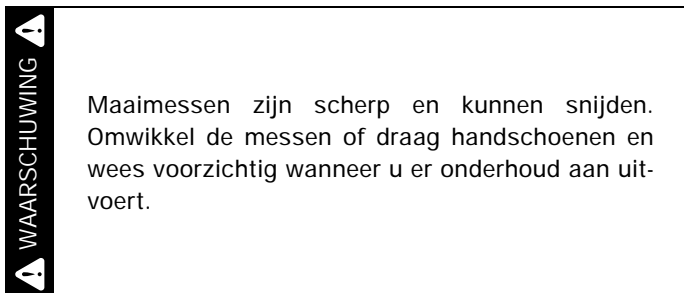 WAARSCHUWING
Maaimessen zijn scherp en kunnen snijden.
Omwikkel de messen of draag handschoenen en
wees voorzichtig wanneer u er onderhoud aan uit-
voert.